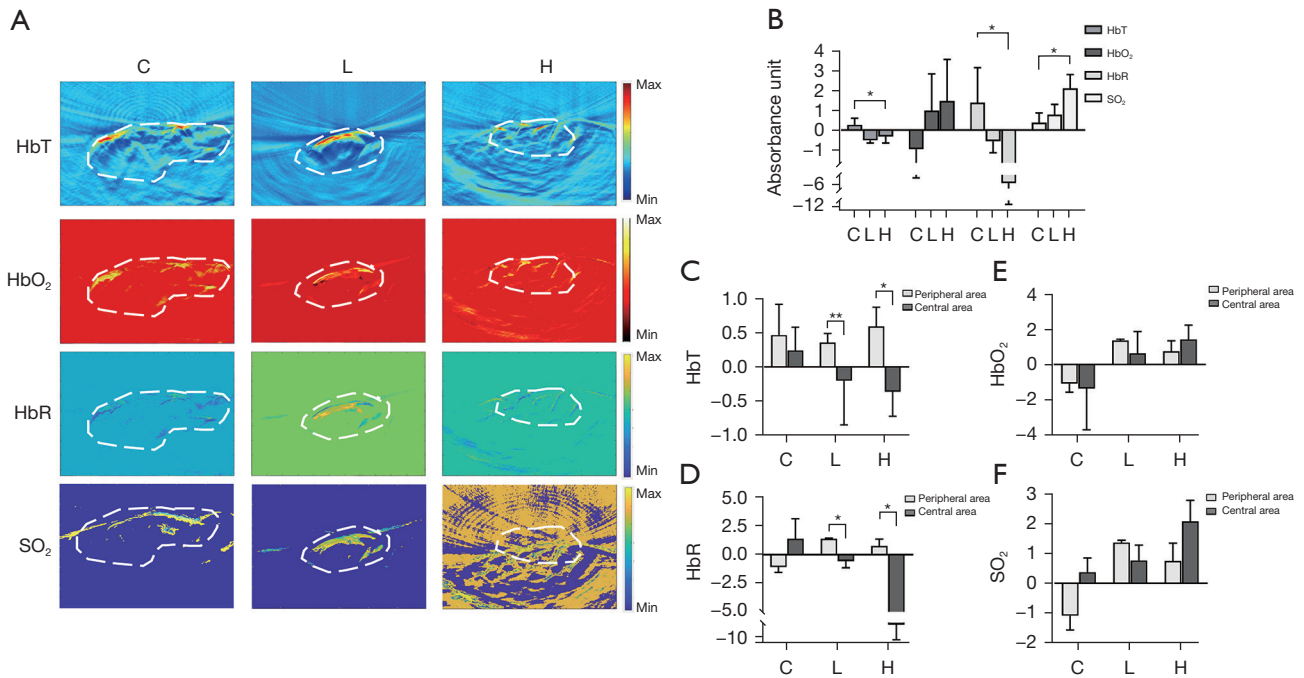 A
C L H
HbT
Max
Min
HbO2
Max
Min
HbR
Max
Min
SO2
Max
Min
B
Absorbance unit
4
3
2
1
0
−1
−6
−12
* * *
HbT
HbO2
HbR
SO2
C L H C L H C L H C L H
C
HbT
1.0
0.5
0.0
−0.5
−1.0
** *
Peripheral area
Central area
C L H
E
HbO2
4
2
0
−2
−4
Peripheral area
Central area
C L H
D
HbR
5.0
2.5
0.0
−2.5
−5.0
−10
* *
Peripheral area
Central area
C L H
F
SO2
3
2
1
0
−1
−2
Peripheral area
Central area
C L H